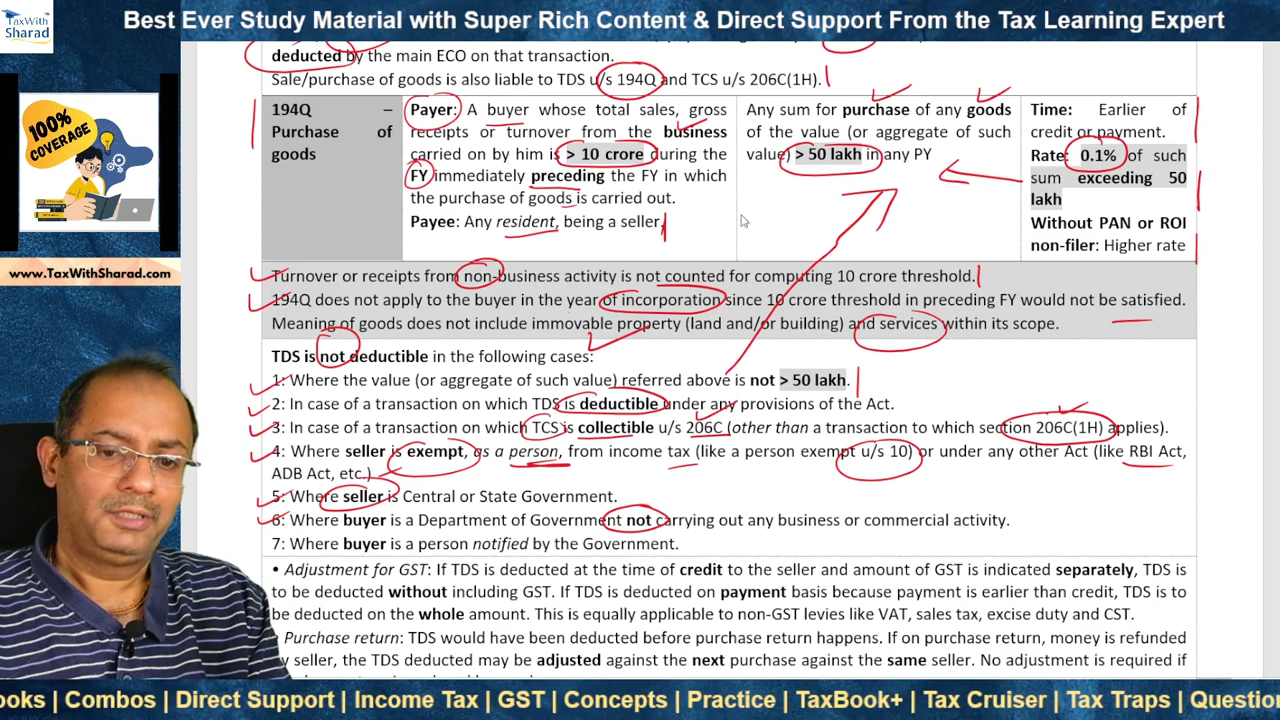 TaxWith
Sharad
Best Ever Study Material with Super Rich Content & Direct Support From the Tax Learning Expert
deducted by the main ECO on that transaction.
Sale/purchase of goods is also liable to TDS u/s 194Q and TCS u/s 206C(1H).
100%
COVERAGE
www.TaxWithSharad.com
194Q –
Purchase of
goods
Payer: A buyer whose total sales, gross
receipts or turnover from the business
carried on by him is > 10 crore during the
FY immediately preceding the FY in which
the purchase of goods is carried out.
Payee: Any resident, being a seller.
Any sum for purchase of any goods
of the value (or aggregate of such
value) > 50 lakh in any PY
Time: Earlier of
credit or payment.
Rate: 0.1% of such
sum exceeding 50
lakh
Without PAN or ROI
non-filer: Higher rate
Turnover or receipts from non-business activity is not counted for computing 10 crore threshold.
194Q does not apply to the buyer in the year of incorporation since 10 crore threshold in preceding FY would not be satisfied.
Meaning of goods does not include immovable property (land and/or building) and services within its scope.
TDS is not deductible in the following cases:
1: Where the value (or aggregate of such value) referred above is not > 50 lakh.
2: In case of a transaction on which TDS is deductible under any provisions of the Act.
3: In case of a transaction on which TCS is collectible u/s 206C (other than a transaction to which section 206C(1H) applies).
4: Where seller is exempt, as a person, from income tax (like a person exempt u/s 10) or under any other Act (like RBI Act,
ADB Act, etc.)
5: Where seller is Central or State Government.
6: Where buyer is a Department of Government not carrying out any business or commercial activity.
7: Where buyer is a person notified by the Government.
• Adjustment for GST: If TDS is deducted at the time of credit to the seller and amount of GST is indicated separately, TDS is
to be deducted without including GST. If TDS is deducted on payment basis because payment is earlier than credit, TDS is to
be deducted on the whole amount. This is equally applicable to non-GST levies like VAT, sales tax, excise duty and CST.
Purchase return: TDS would have been deducted before purchase return happens. If on purchase return, money is refunded
seller, the TDS deducted may be adjusted against the next purchase against the same seller. No adjustment is required if
ooks | Combos | Direct Support | Income Tax | GST | Concepts | Practice | TaxBook+ | Tax Cruiser | Tax Traps | Questio